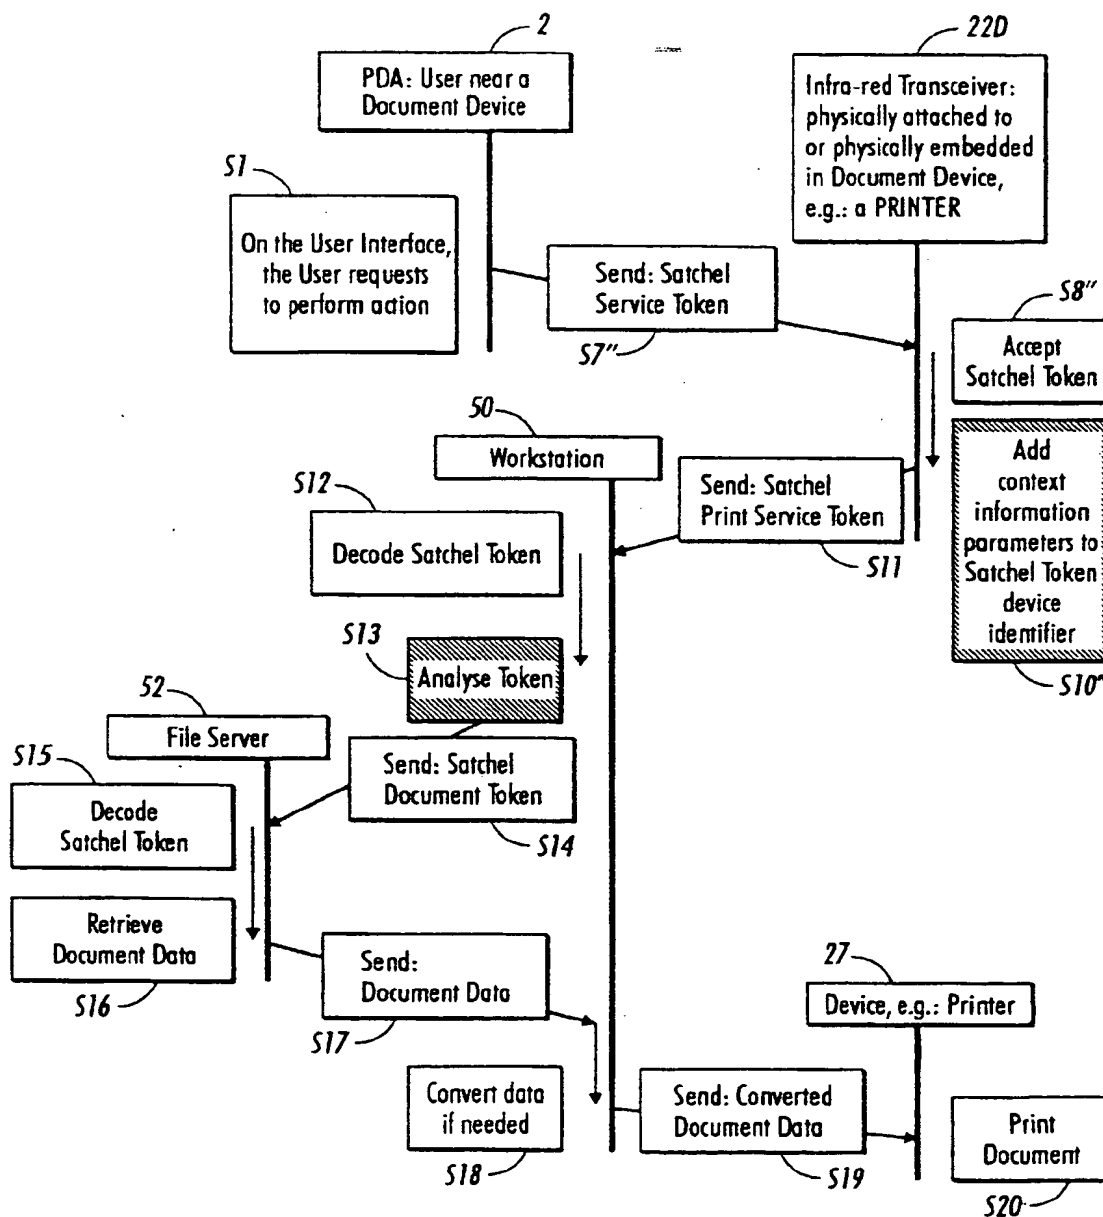 2
PDA: User near a
Document Device
22D
Infra-red Transceiver:
physically attached to
or physically embedded
in Document Device,
e.g.: a PRINTER
S1
On the User Interface,
the User requests
to perform action
Send: Satchel
Service Token
S7"
S8"
Accept
Satchel Token
50
Workstation
S12
Decode Satchel Token
Send: Satchel
Print Service Token
S11
Add
context
information
parameters to
Satchel Token
device
identifier
S10"
S13
Analyse Token
52
File Server
S15
Decode
Satchel Token
Send: Satchel
Document Token
S14
Retrieve
Document Data
S16
Send:
Document Data
S17
27
Device, e.g.: Printer
Convert data
if needed
S18
Send: Converted
Document Data
S19
Print
Document
S20